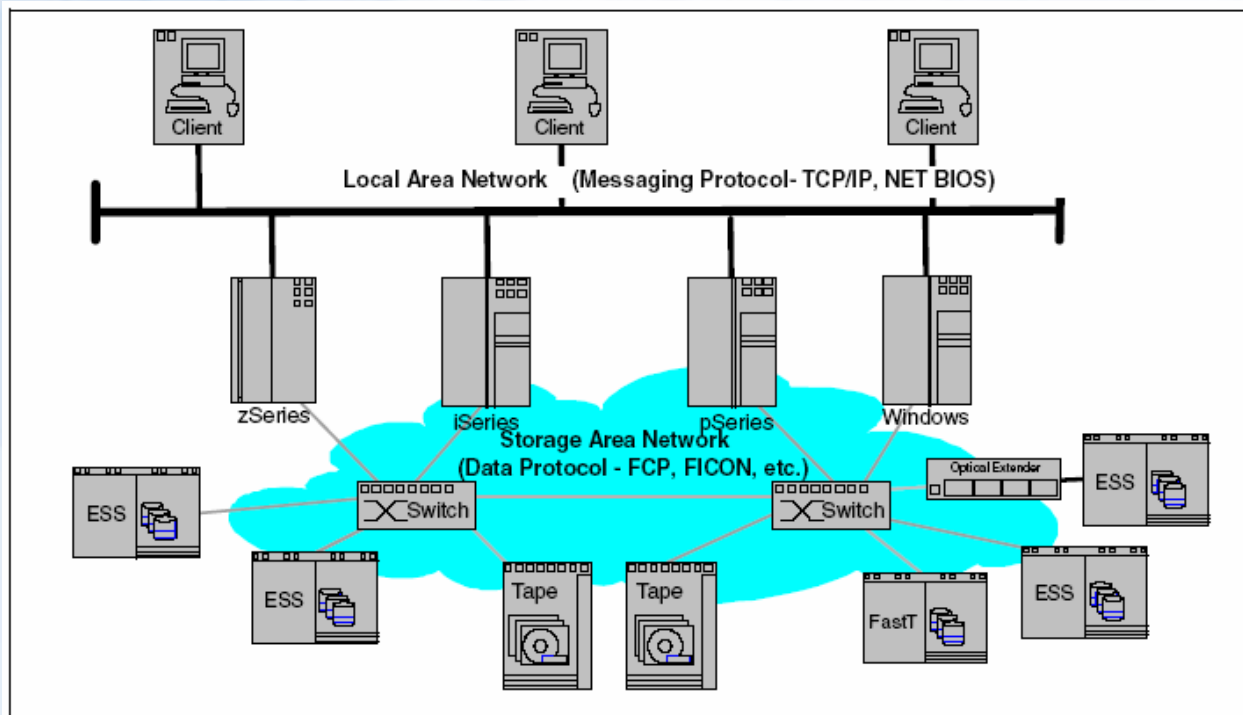 Client
Client
Client
Local Area Network (Messaging Protocol- TCP/IP, NET BIOS)
zSeries
iSeries
pSeries
Windows
Storage Area Network
(Data Protocol - FCP, FICON, etc.)
Optical Extender
ESS
ESS
Switch
Switch
ESS
Tape
Tape
FastT
ESS